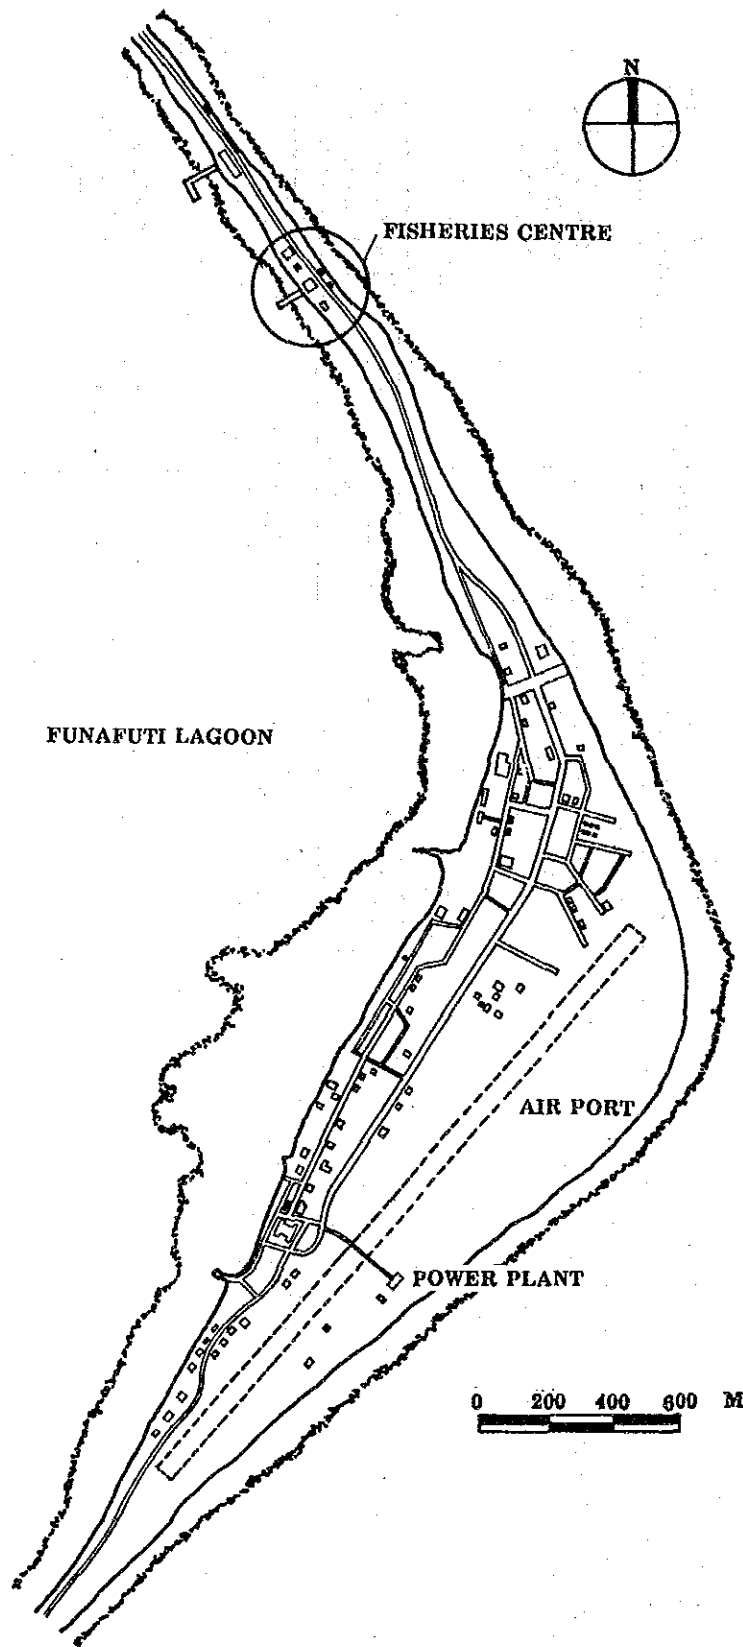 N
FISHERIES CENTRE
FUNAFUTI LAGOON
AIR PORT
POWER PLANT
0 200 400 600 M